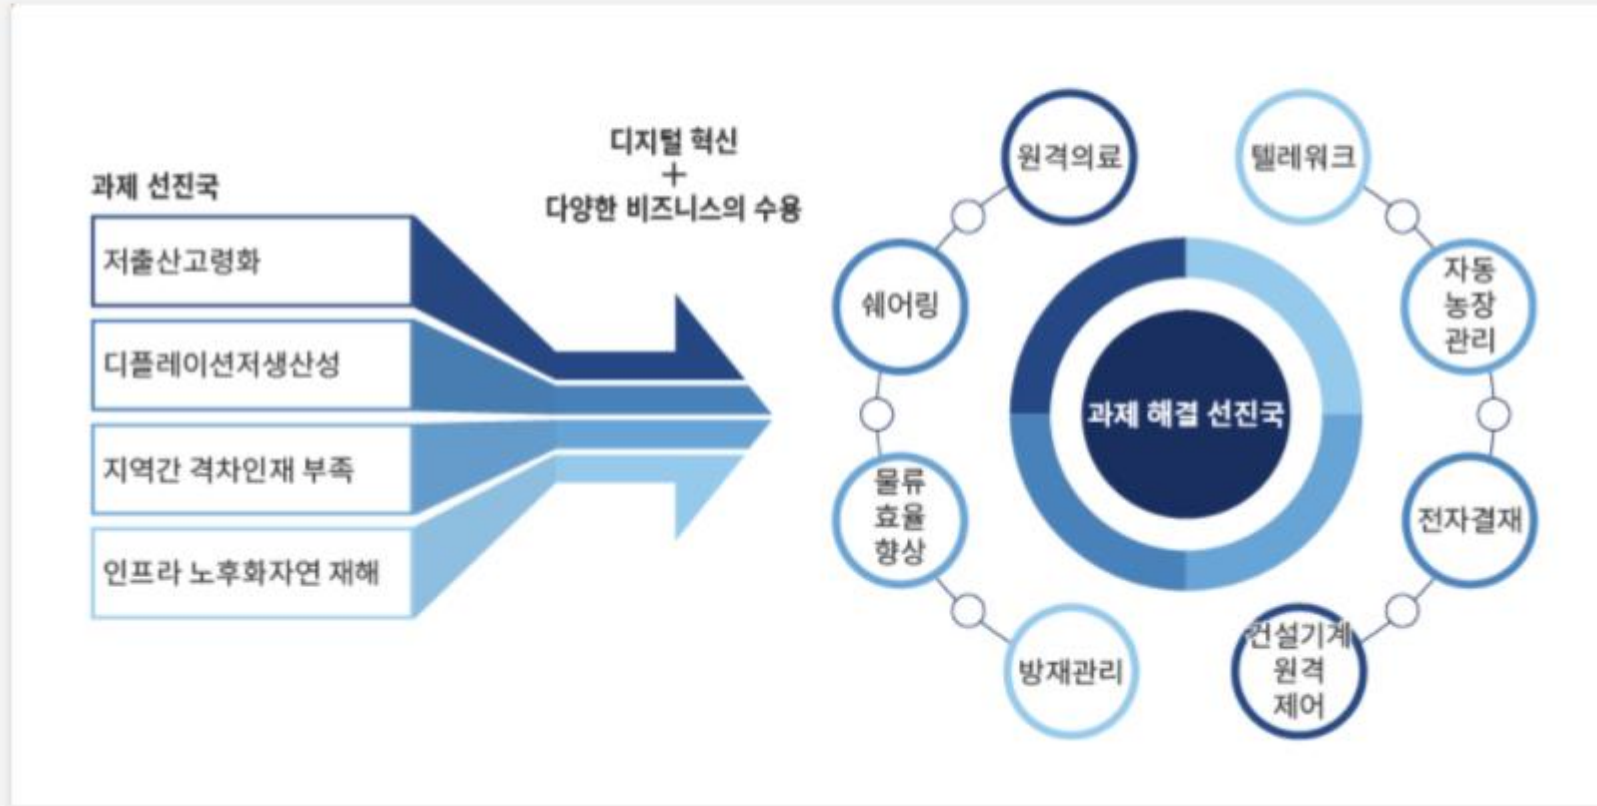 과제 선진국
저출산고령화
디플레이션저생산성
지역간 격차인재 부족
인프라 노후화자연 재해
디지털 혁신
+
다양한 비즈니스의 수용
원격의료
텔레워크
쉐어링
자동
농장
관리
과제 해결 선진국
물류
효율
향상
전자결재
방재관리
건설기계
원격
제어